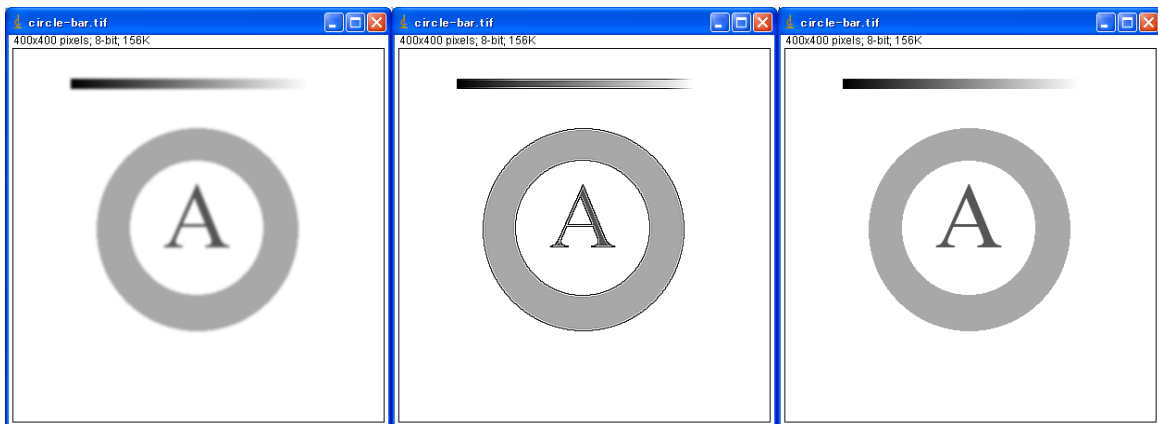 circle-bar.tif
400x400 pixels; 8-bit; 156K
A
circle-bar.tif
400x400 pixels; 8-bit; 156K
A
circle-bar.tif
400x400 pixels; 8-bit; 156K
A